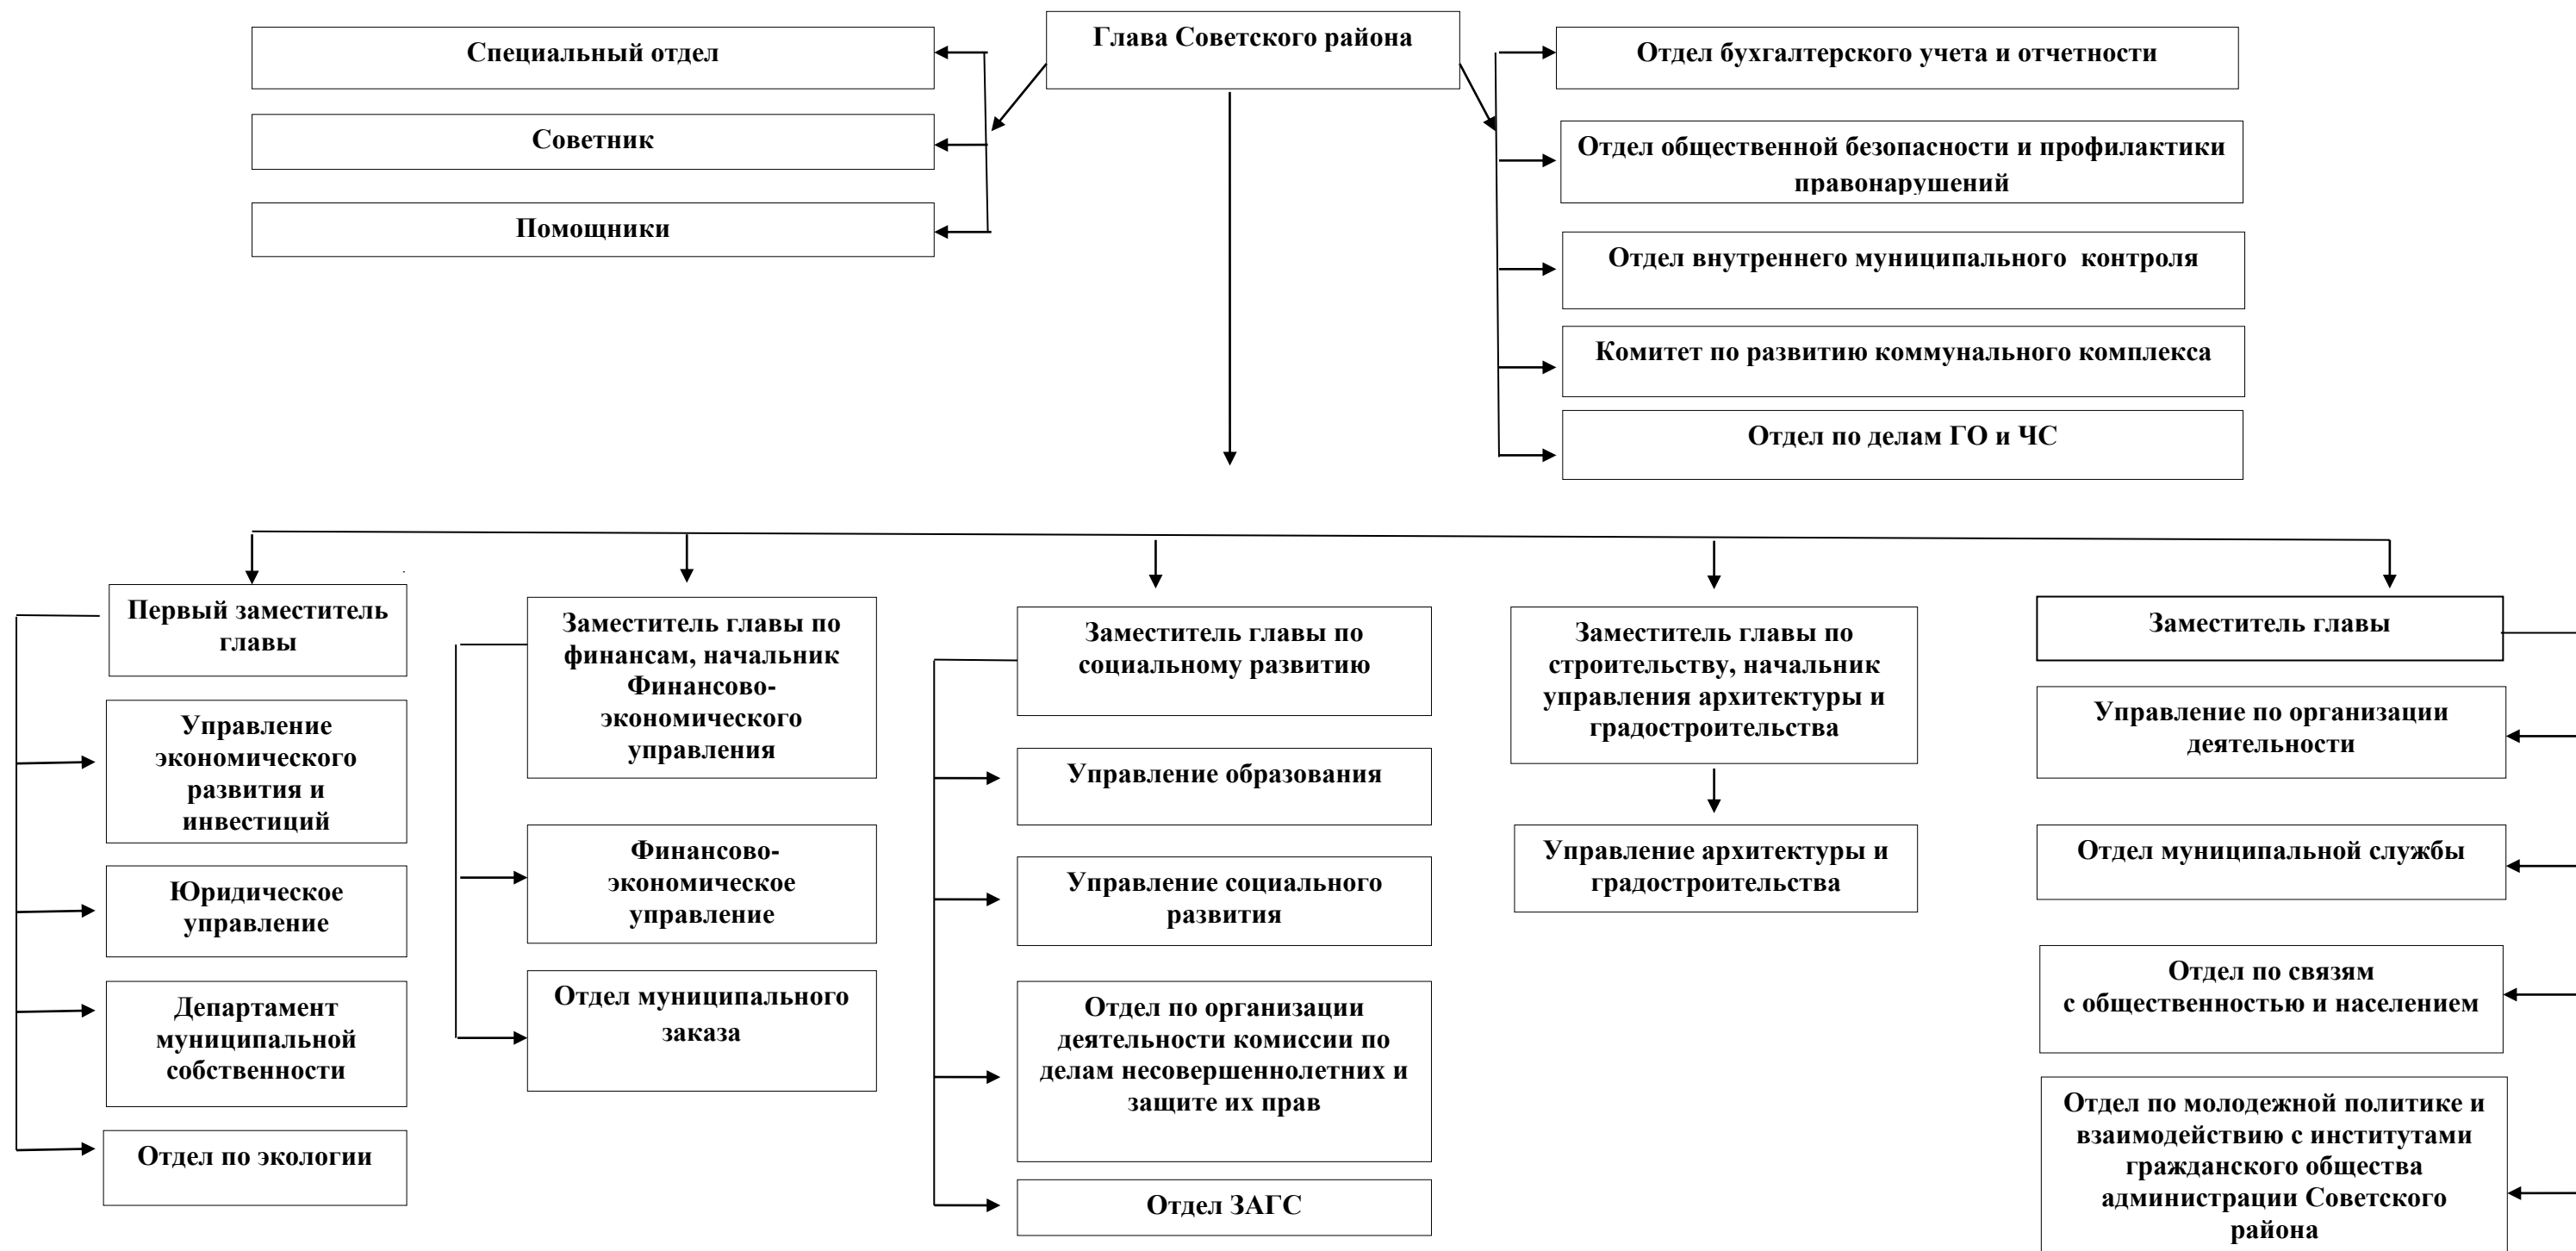 Глава Советского района
Специальный отдел
Советник
Помощники
Отдел бухгалтерского учета и отчетности
Отдел общественной безопасности и профилактики
правонарушений
Отдел внутреннего муниципального  контроля
Комитет по развитию коммунального комплекса
Отдел по делам ГО и ЧС
Первый заместитель
главы
Управление
экономического
развития и
инвестиций
Юридическое
управление
Департамент
муниципальной
собственности
Отдел по экологии
Заместитель главы по
финансам, начальник
Финансово-
экономического
управления
Финансово-
экономическое
управление
Отдел муниципального
заказа
Заместитель главы по
социальному развитию
Управление образования
Управление социального
развития
Отдел по организации
деятельности комиссии по
делам несовершеннолетних и
защите их прав
Отдел ЗАГС
Заместитель главы по
строительству, начальник
управления архитектуры и
градостроительства
Управление архитектуры и
градостроительства
Заместитель главы
Управление по организации
деятельности
Отдел муниципальной службы
Отдел по связям
с общественностью и населением
Отдел по молодежной политике и
взаимодействию с институтами
гражданского общества
администрации Советского
района